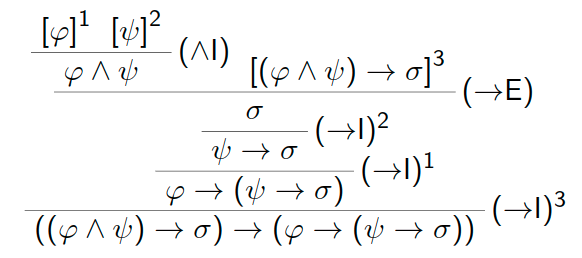 [φ]¹ [ψ]²
(∧I)
φ ∧ ψ
[(φ ∧ ψ) → σ]³
(→E)
σ
(→I)²
ψ → σ
(→I)¹
φ → (ψ → σ)
(→I)³
((φ ∧ ψ) → σ) → (φ → (ψ → σ))